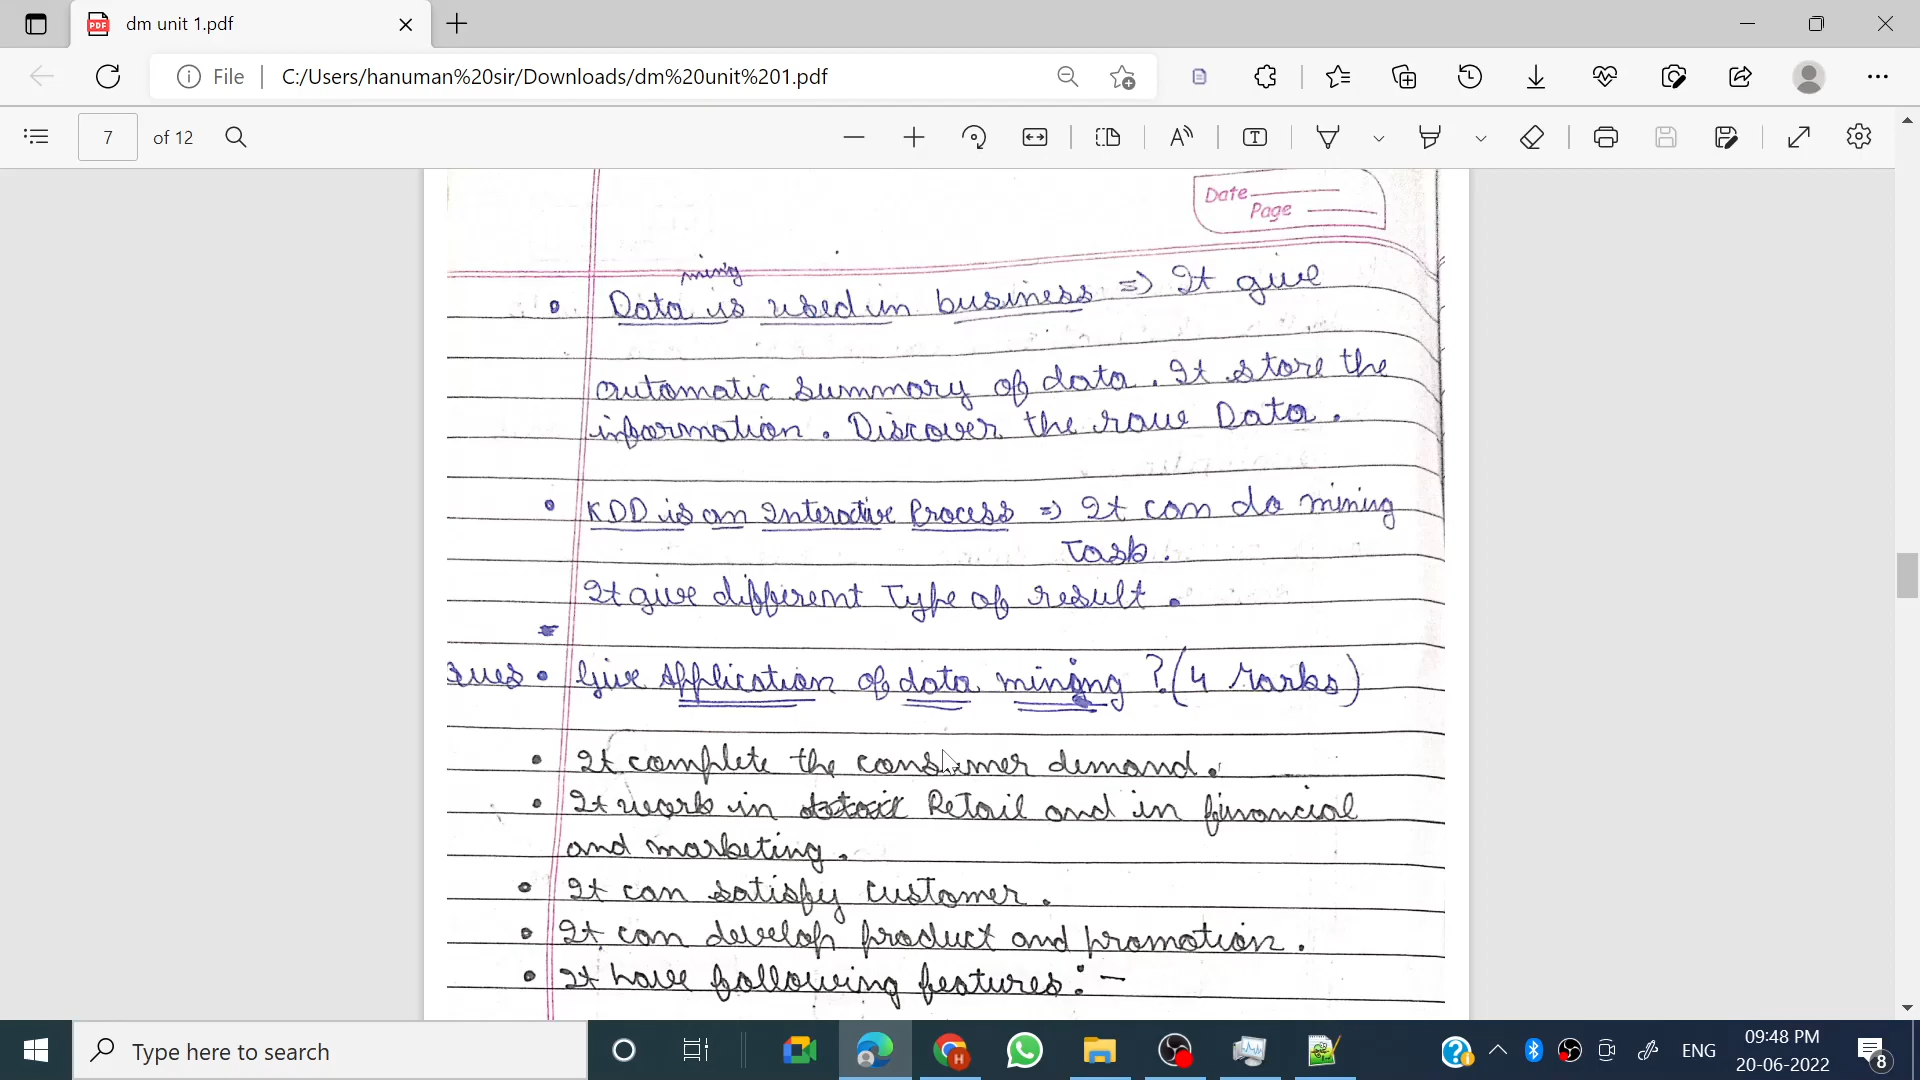 dm unit 1.pdf
File
C:/Users/hanuman%20sir/Downloads/dm%20unit%201.pdf
7 of 12
Date
Page
mining
• Data is used in business => It give
automatic summary of data. It store the
information. Discover the raw Data.
• KDD is an Interactive Process => It can do mining
Task.
It give different Type of result.
Ques • Give Application of data mining ? (4 Marks)
• It complete the consumer demand.
• It work in Retail and in financial
and marketing.
• It can satisfy customer.
• It can develop product and promotion.
• It have following features :-
Type here to search
ENG
09:48 PM
20-06-2022
8